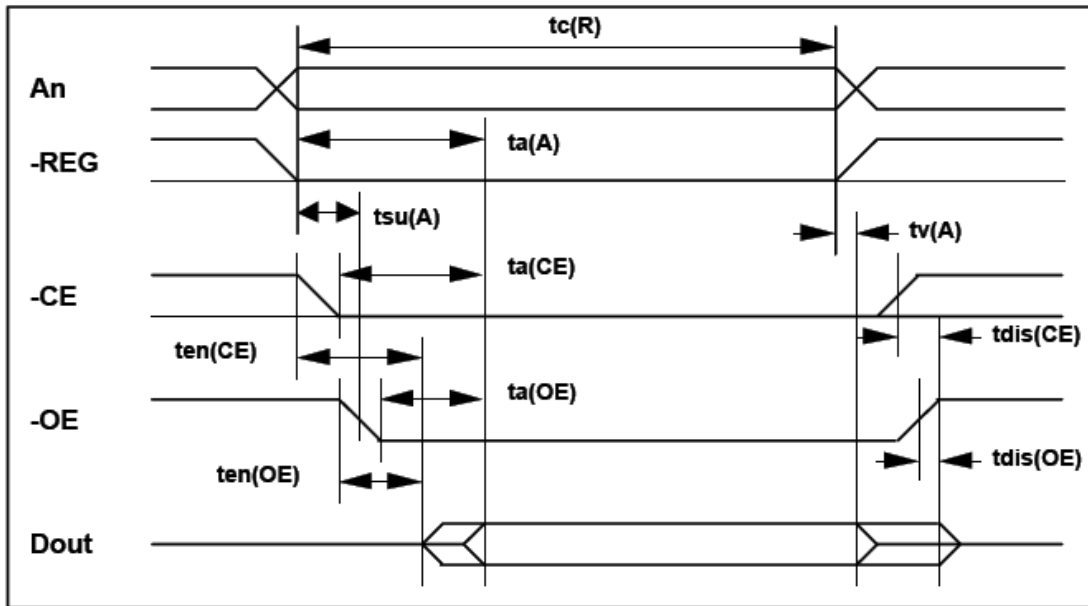 tc(R)
An
ta(A)
-REG
tsu(A)
tv(A)
ta(CE)
-CE
ten(CE)
tdis(CE)
ta(OE)
-OE
ten(OE)
tdis(OE)
Dout